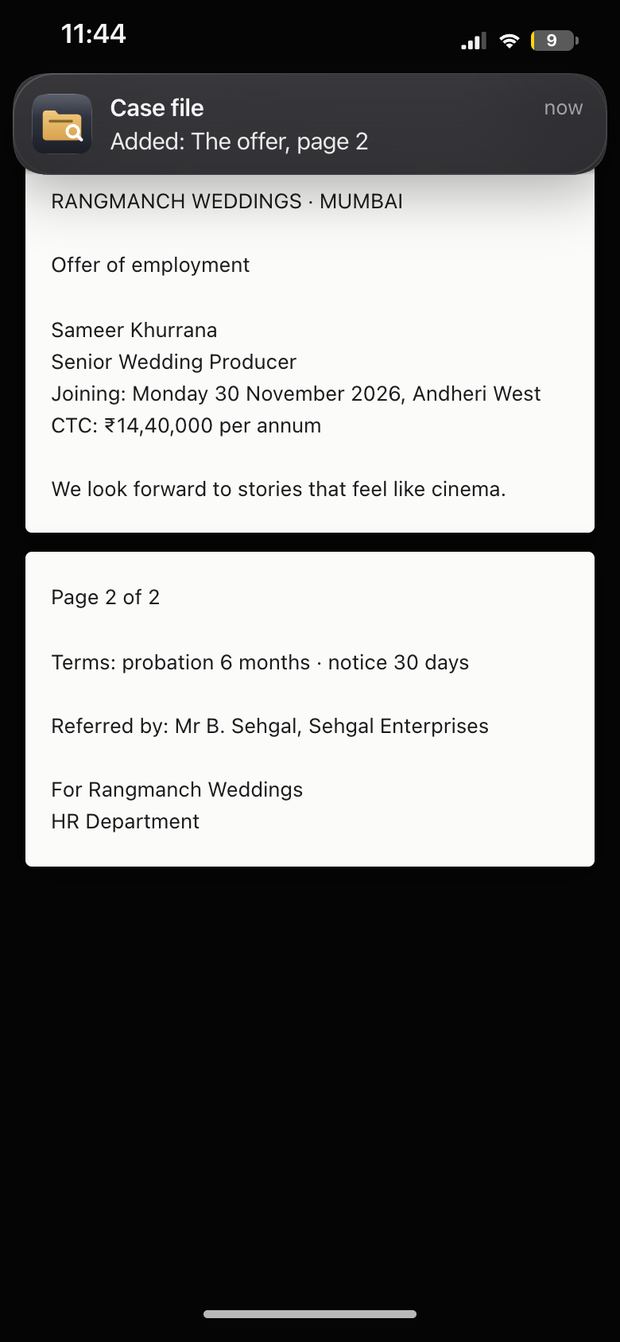 11:44
9
Case file
now
Added: The offer, page 2
RANGMANCH WEDDINGS · MUMBAI
Offer of employment
Sameer Khurrana
Senior Wedding Producer
Joining: Monday 30 November 2026, Andheri West
CTC: ₹14,40,000 per annum
We look forward to stories that feel like cinema.
Page 2 of 2
Terms: probation 6 months · notice 30 days
Referred by: Mr B. Sehgal, Sehgal Enterprises
For Rangmanch Weddings
HR Department